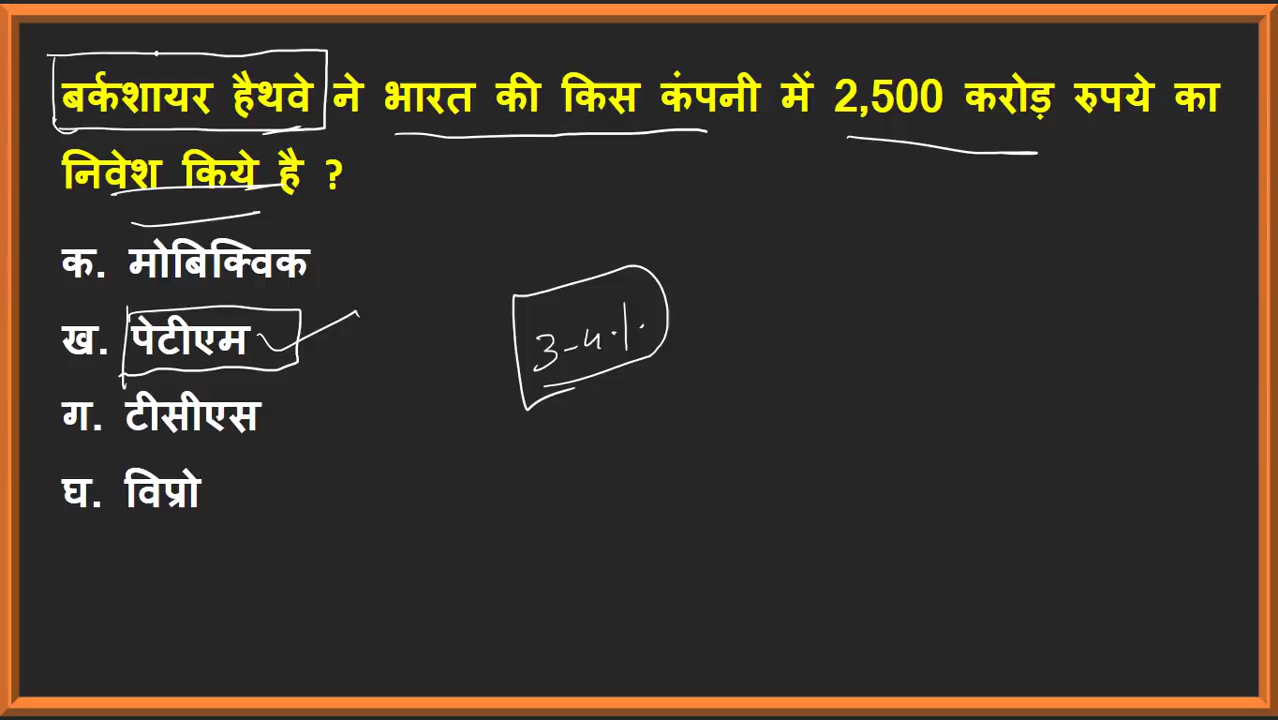 बर्कशायर हैथवे ने भारत की किस कंपनी में 2,500 करोड़ रुपये का
निवेश किये है ?
क. मोबिक्विक
ख. पेटीएम
3-4%
ग. टीसीएस
घ. विप्रो